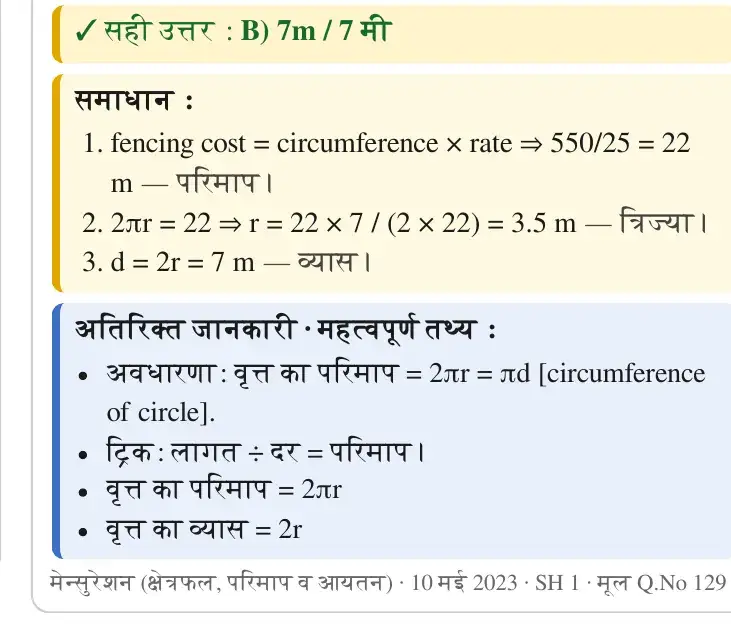 ✓ सही उत्तर : B) 7m / 7 मी
समाधान :
1. fencing cost = circumference × rate ⇒ 550/25 = 22
m — परिमाप।
2. 2πr = 22 ⇒ r = 22 × 7 / (2 × 22) = 3.5 m — त्रिज्या।
3. d = 2r = 7 m — व्यास।
अतिरिक्त जानकारी · महत्वपूर्ण तथ्य :
• अवधारणा : वृत्त का परिमाप = 2πr = πd [circumference
of circle].
• ट्रिक : लागत ÷ दर = परिमाप।
• वृत्त का परिमाप = 2πr
• वृत्त का व्यास = 2r
मेन्सुरेशन (क्षेत्रफल, परिमाप व आयतन) · 10 मई 2023 · SH 1 · मूल Q.No 129